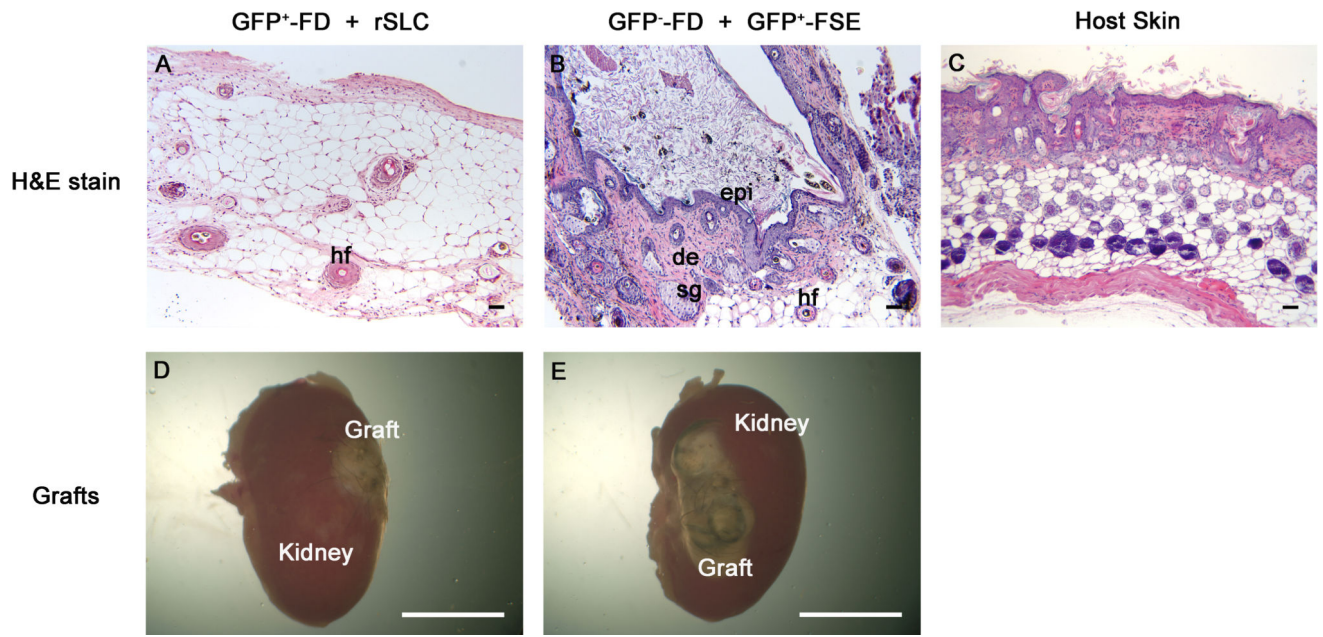 GFP⁺-FD + rSLC
GFP⁻-FD + GFP⁺-FSE
Host Skin
H&E stain
A
hf
B
epi
de
sg
hf
C
Grafts
D
Graft
Kidney
E
Kidney
Graft